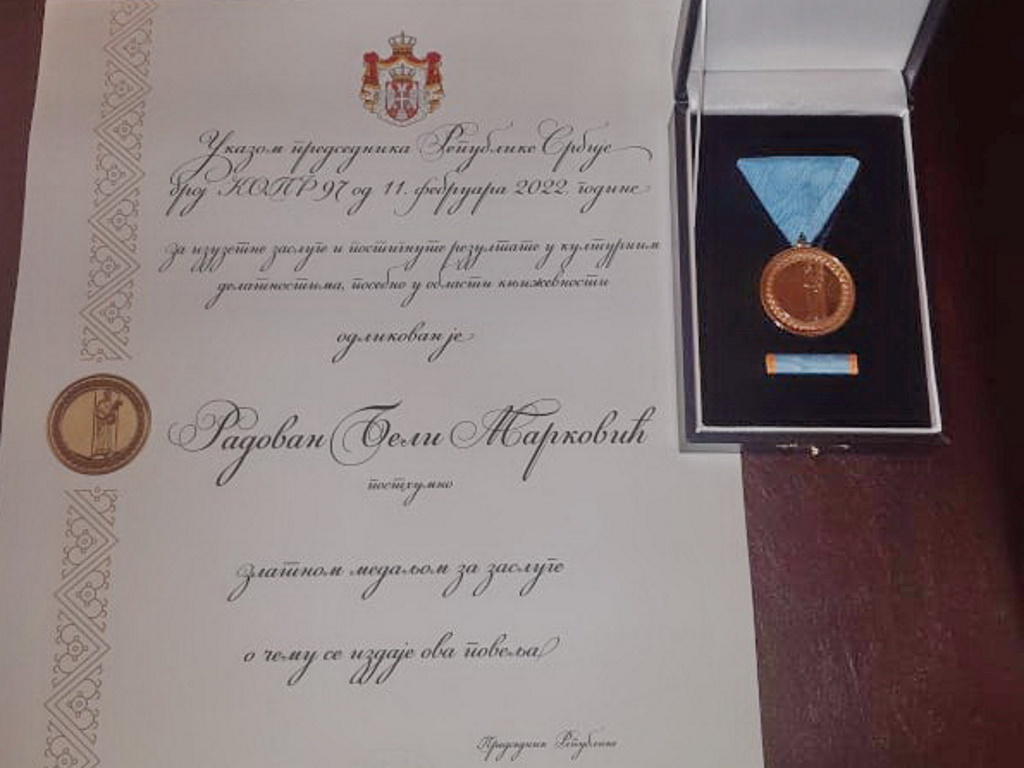 Указом председника Републике Србије
број КОПР 97 од 11. фебруара 2022. године
за изузетне заслуге и постигнуте резултате у културним
делатностима, посебно у области књижевности
одликован је
Радован Бели Марковић
постхумно
златном медаљом за заслуге
о чему се издаје ова повеља
Председник Републике